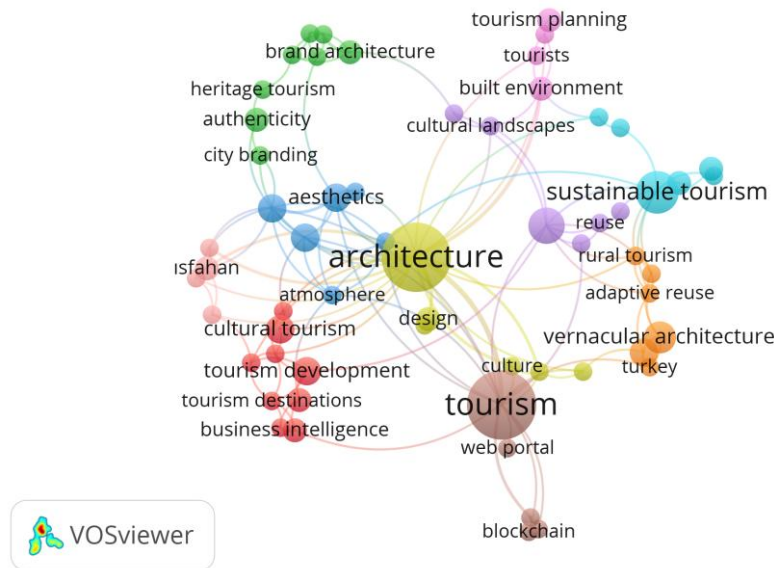 tourism planning
brand architecture
tourists
heritage tourism
built environment
authenticity
cultural landscapes
city branding
aesthetics
sustainable tourism
reuse
architecture
rural tourism
ısfahan
atmosphere
adaptive reuse
cultural tourism
design
vernacular architecture
tourism development
culture
turkey
tourism destinations
tourism
business intelligence
web portal
blockchain
VOSviewer